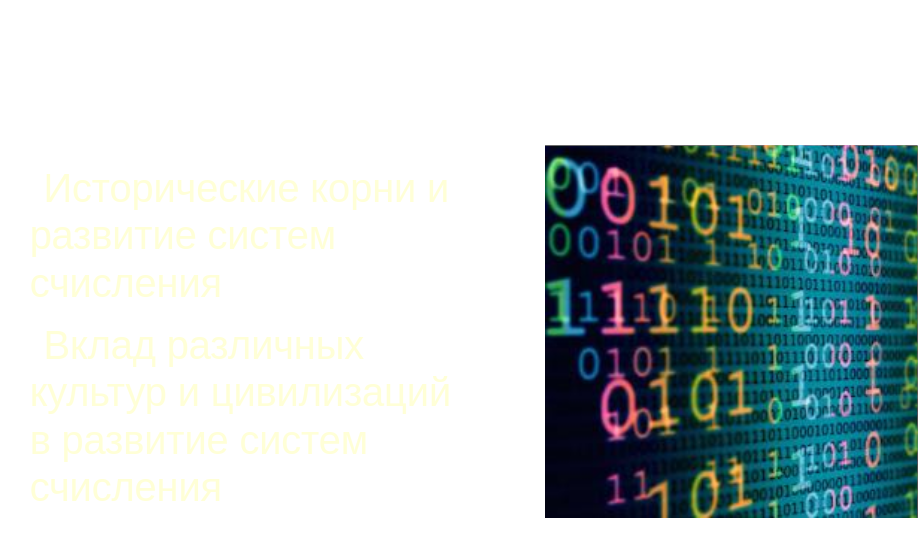 Исторические корни и
развитие систем
счисления
Вклад различных
культур и цивилизаций
в развитие систем
счисления